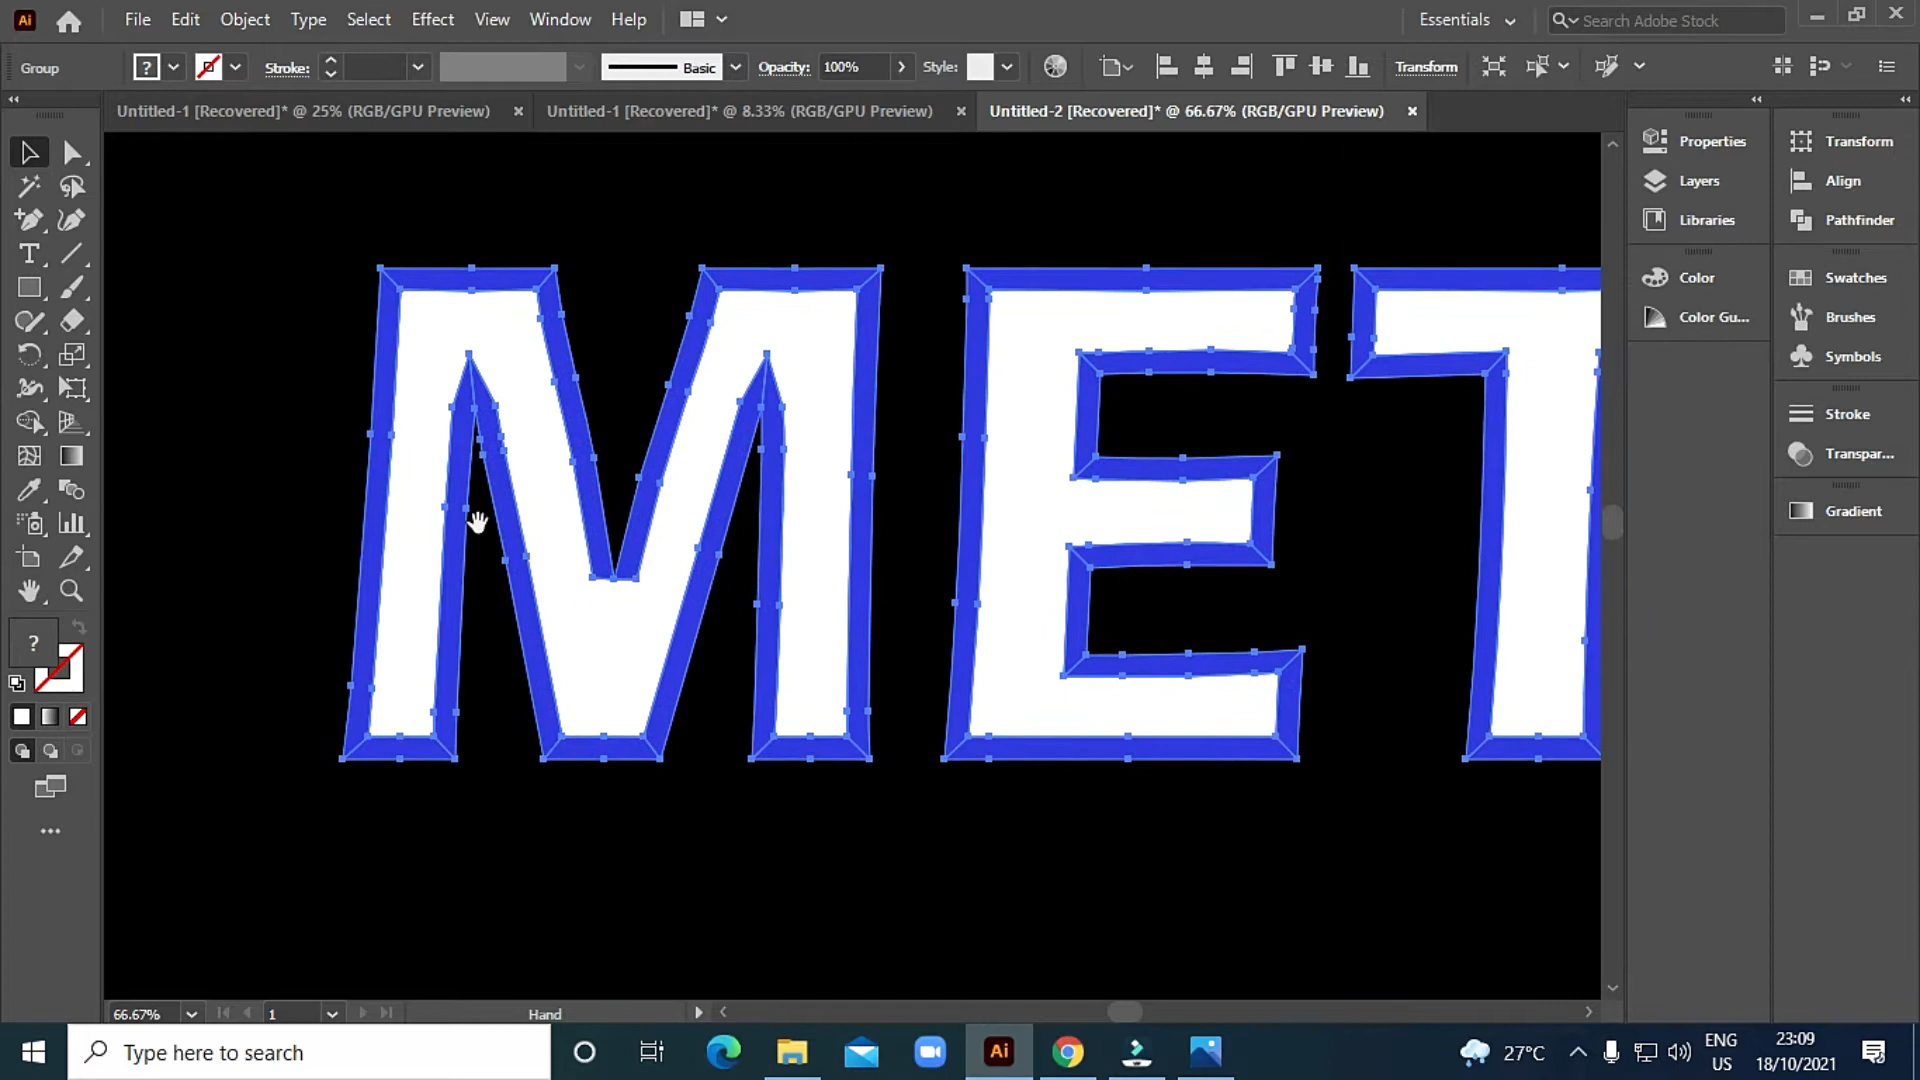 Ai File Edit Object Type Select Effect View Window Help Essentials Search Adobe Stock
Group ? Stroke: Basic Opacity: 100% Style: Transform
Untitled-1 [Recovered]* @ 25% (RGB/GPU Preview) Untitled-1 [Recovered]* @ 8.33% (RGB/GPU Preview) Untitled-2 [Recovered]* @ 66.67% (RGB/GPU Preview)
Properties Transform
Layers Align
Libraries Pathfinder
Color Swatches
Color Gu... Brushes
Symbols
Stroke
Transpar...
Gradient
MET
T
?
66.67% 1 Hand
Type here to search Ai 27°C ENG US 23:09 18/10/2021